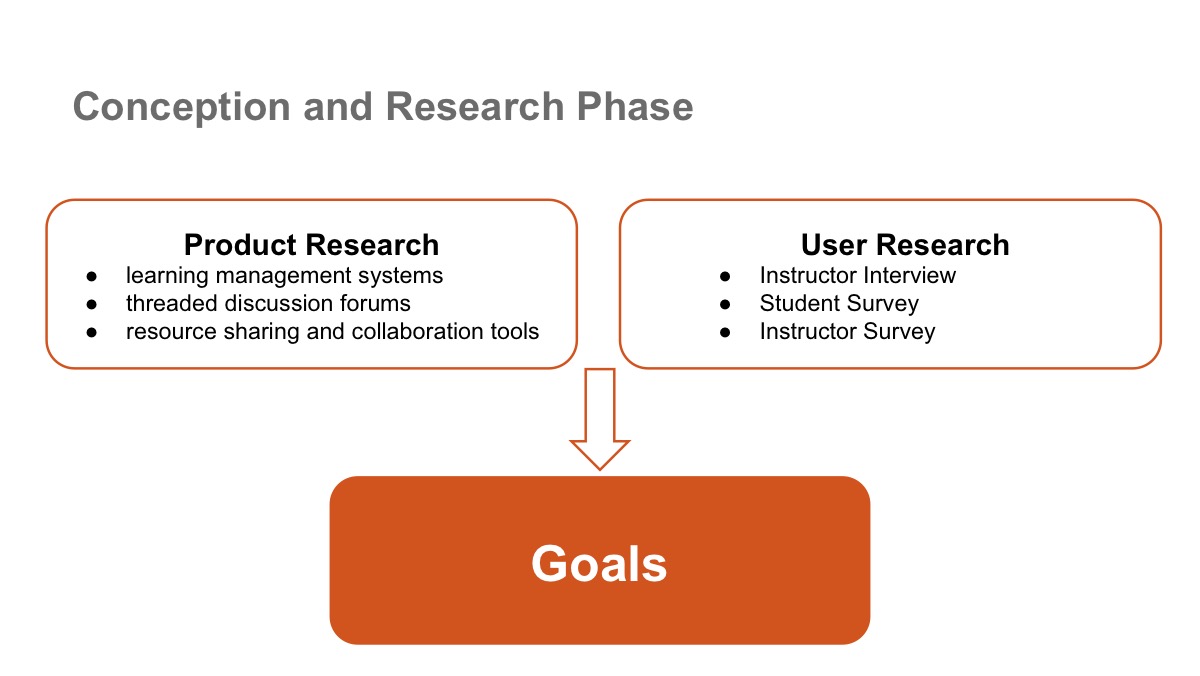 Conception and Research Phase
Product Research
● learning management systems
● threaded discussion forums
● resource sharing and collaboration tools
User Research
● Instructor Interview
● Student Survey
● Instructor Survey
Goals